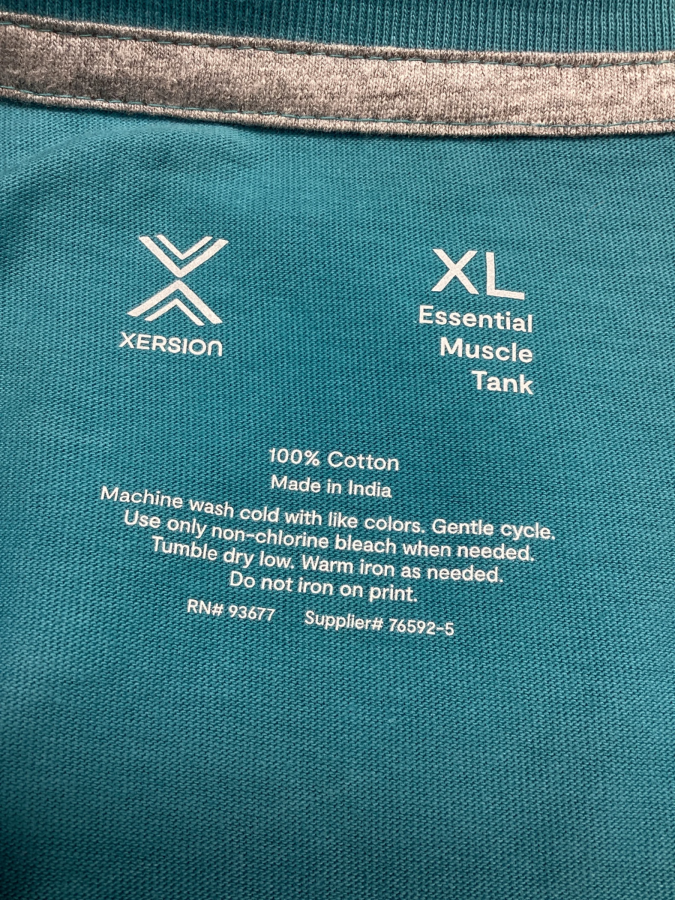 XERSION
XL
Essential
Muscle
Tank
100% Cotton
Made in India
Machine wash cold with like colors. Gentle cycle.
Use only non-chlorine bleach when needed.
Tumble dry low. Warm iron as needed.
Do not iron on print.
RN# 93677 Supplier# 76592-5